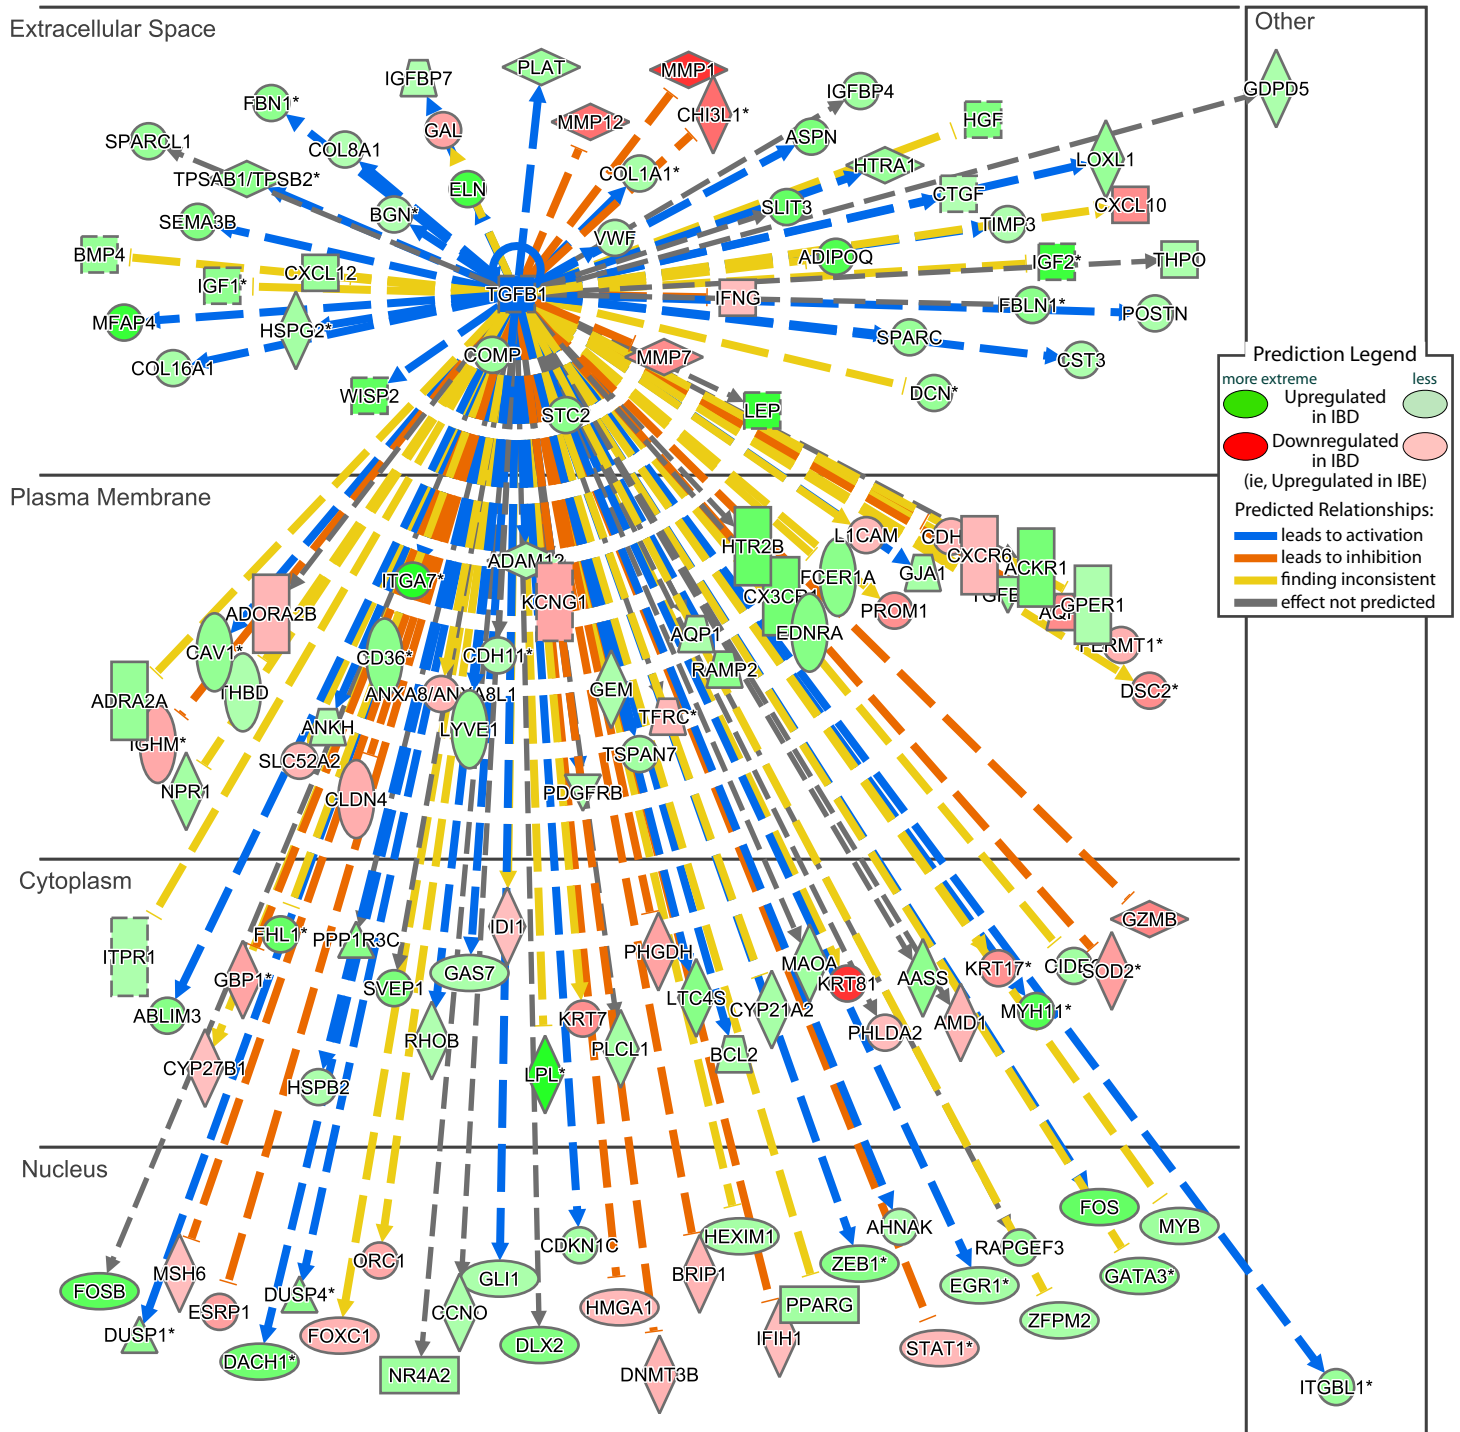 Extracellular Space
Other
IGFBP7
PLAT
MMP1
GDPD5
FBN1*
GAL
MMP12
CHI3L1*
IGFBP4
HGF
SPARCL1
COL8A1
ASPN
TPSAB1/TPSB2*
ELN
COL1A1*
HTRA1
LOXL1
BGN*
SLIT3
CTGF
CXCL10
SEMA3B
VWF
TIMP3
BMP4
CXCL12
ADIPOQ
IGF2*
THPO
IGF1*
TGFB1
IFNG
FBLN1*
POSTN
MFAP4
HSPG2*
SPARC
COL16A1
COMP
MMP7
CST3
WISP2
STC2
LEP
DCN*
Prediction Legend
more extreme
less
Upregulated
in IBD
Downregulated
in IBD
(ie, Upregulated in IBE)
Predicted Relationships:
leads to activation
leads to inhibition
finding inconsistent
effect not predicted
Plasma Membrane
HTR2B
L1CAM
CDH
CXCR6
ACKR1
ADAM12
ITGA7*
KCNG1
FCER1A
GJA1
TGFB
CX3CR1
ADORA2B
PROM1
AQP
GPER1
CAV1*
CD36*
CDH11*
AQP1
EDNRA
FERMT1*
THBD
ANXA8/ANXA8L1
GEM
RAMP2
DSC2*
ADRA2A
ANKH
LYVE1
TFRC*
IGHM*
SLC52A2
TSPAN7
NPR1
CLDN4
PDGFRB
Cytoplasm
ITPR1
FHL1*
PPP1R3C
IDI1
PHGDH
GZMB
GBP1*
SVEP1
GAS7
LTC4S
MAOA
KRT81*
AASS
KRT17*
SOD2*
ABLIM3
RHOB
KRT7
PLCL1
CYP21A2
PHLDA2
AMD1
MYH11*
CYP27B1
HSPB2
LPL*
BCL2
Nucleus
FOS
MYB
FOSB
MSH6
ORC1
CDKN1C
HEXIM1
AHNAK
RAPGEF3
ESRP1
DUSP4*
GLI1
BRIP1
ZEB1*
EGR1*
GATA3*
DUSP1*
FOXC1
CCNO
HMGA1
PPARG
ZFPM2
DACH1*
NR4A2
DLX2
DNMT3B
IFIH1
STAT1*
ITGBL1*